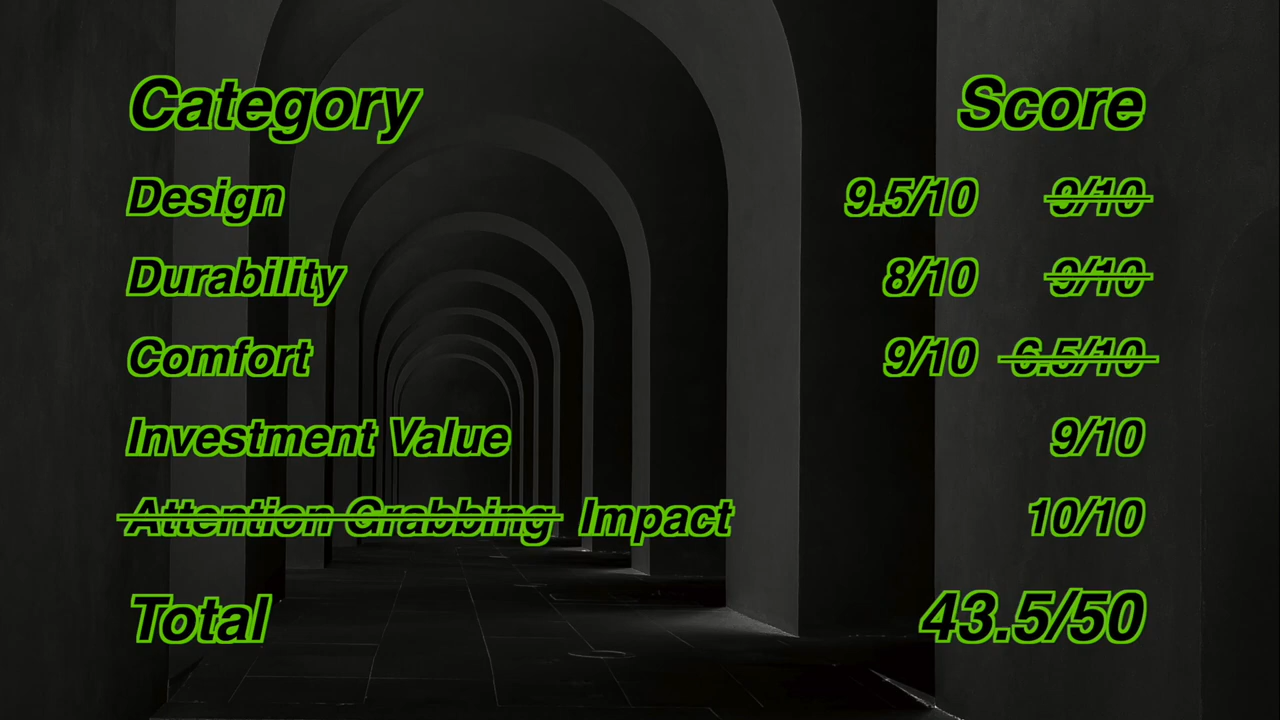 Category Score
Design 9.5/10 9/10
Durability 8/10 9/10
Comfort 9/10 6.5/10
Investment Value 9/10
Attention Grabbing Impact 10/10
Total 43.5/50